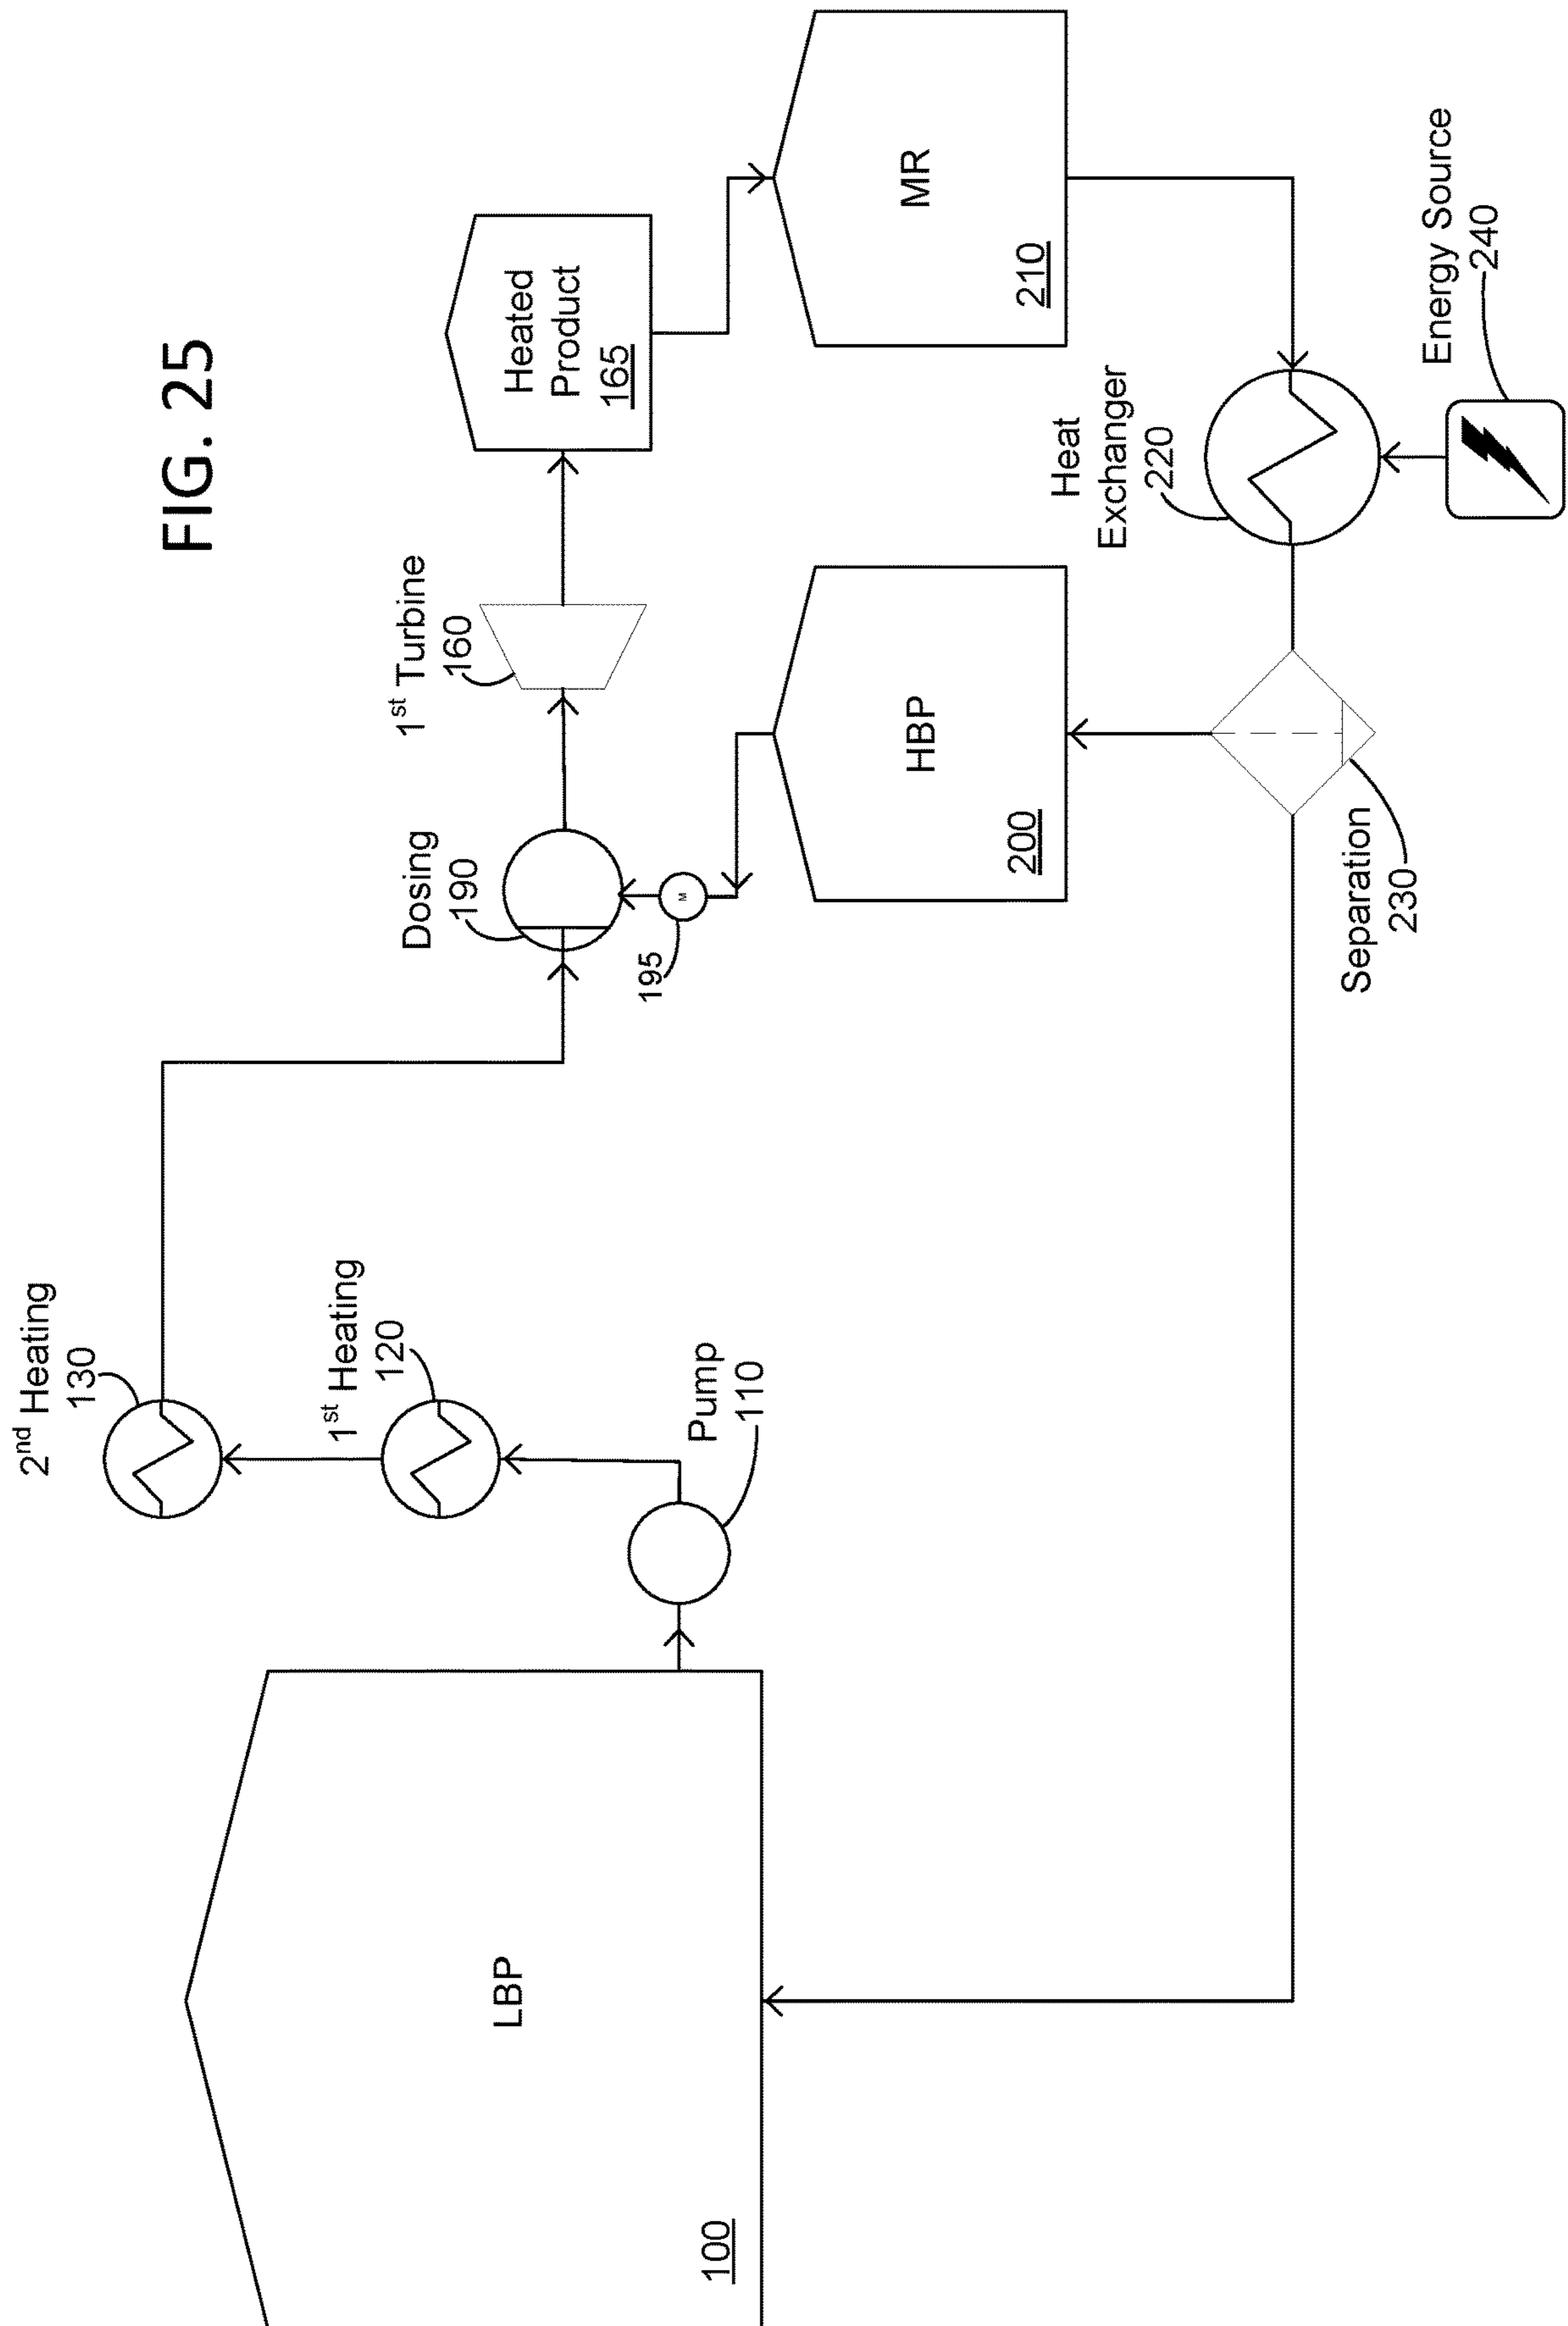 FIG. 25
2nd Heating
130
1st Heating
120
Pump
110
LBP
100
Dosing
190
195
1st Turbine
160
Heated
Product
165
HBP
200
MR
210
Heat
Exchanger
220
Separation
230
Energy Source
240
M